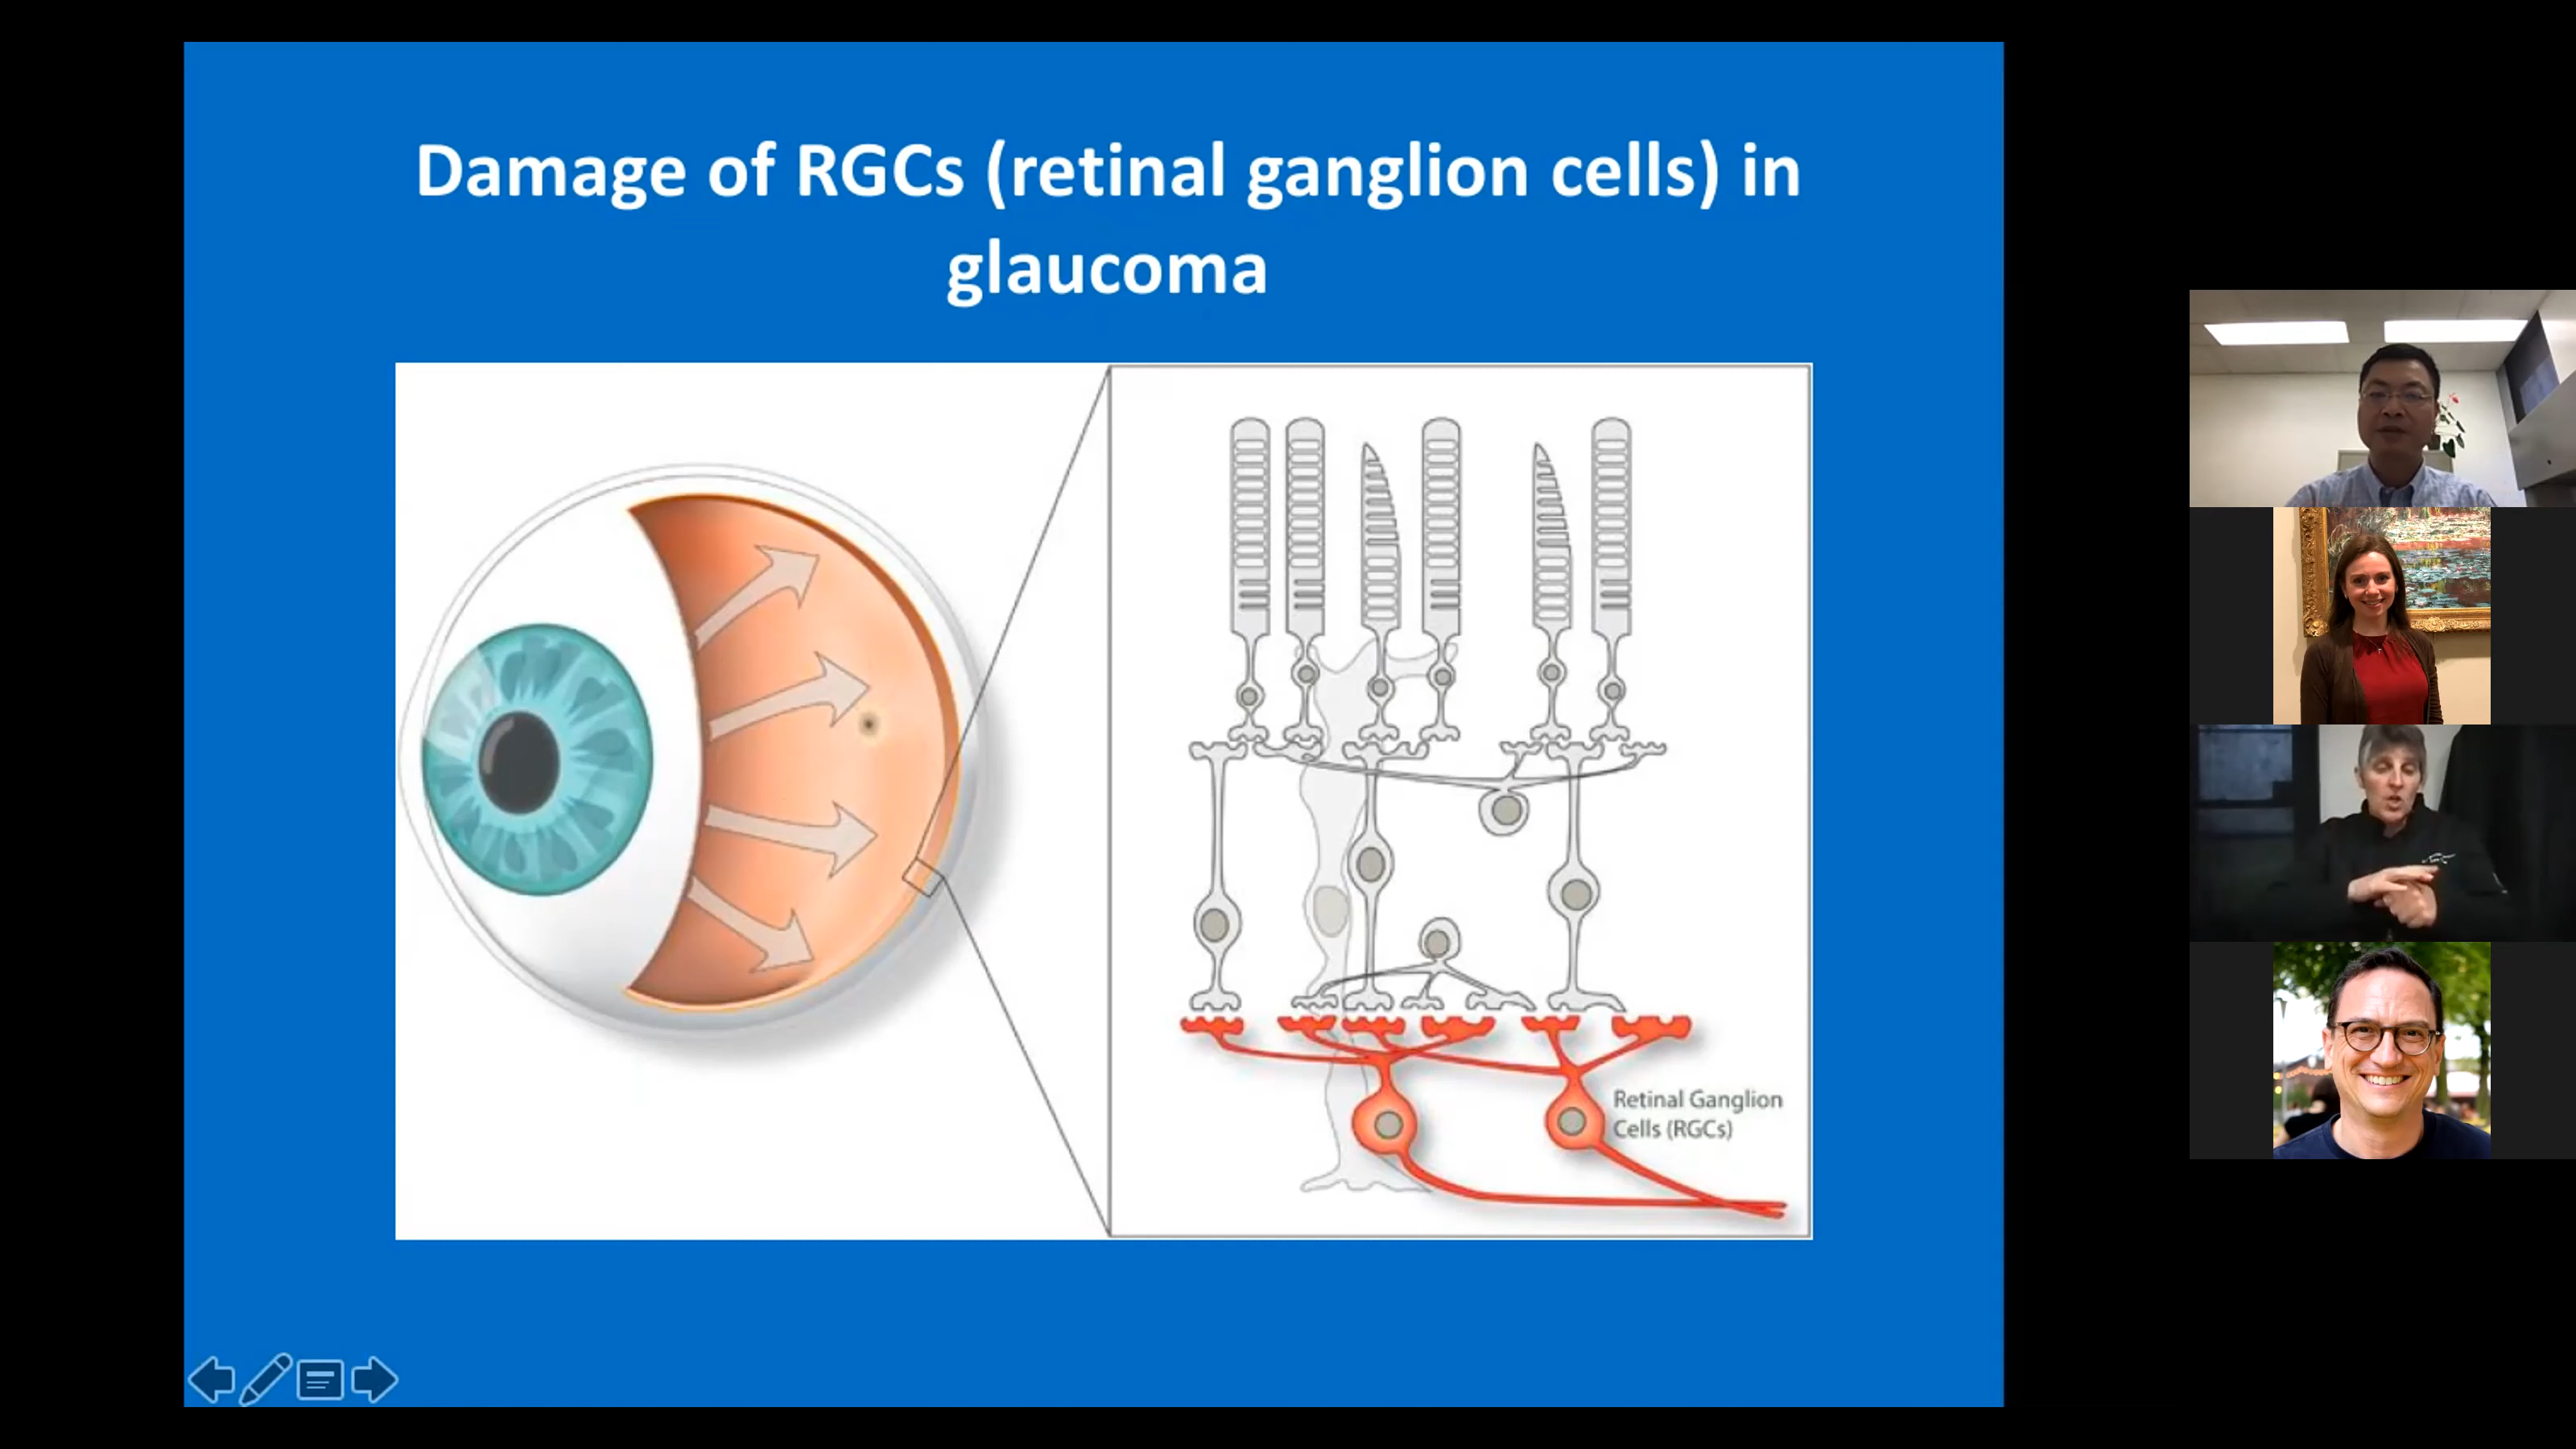 Damage of RGCs (retinal ganglion cells) in
glaucoma
Retinal Ganglion
Cells (RGCs)